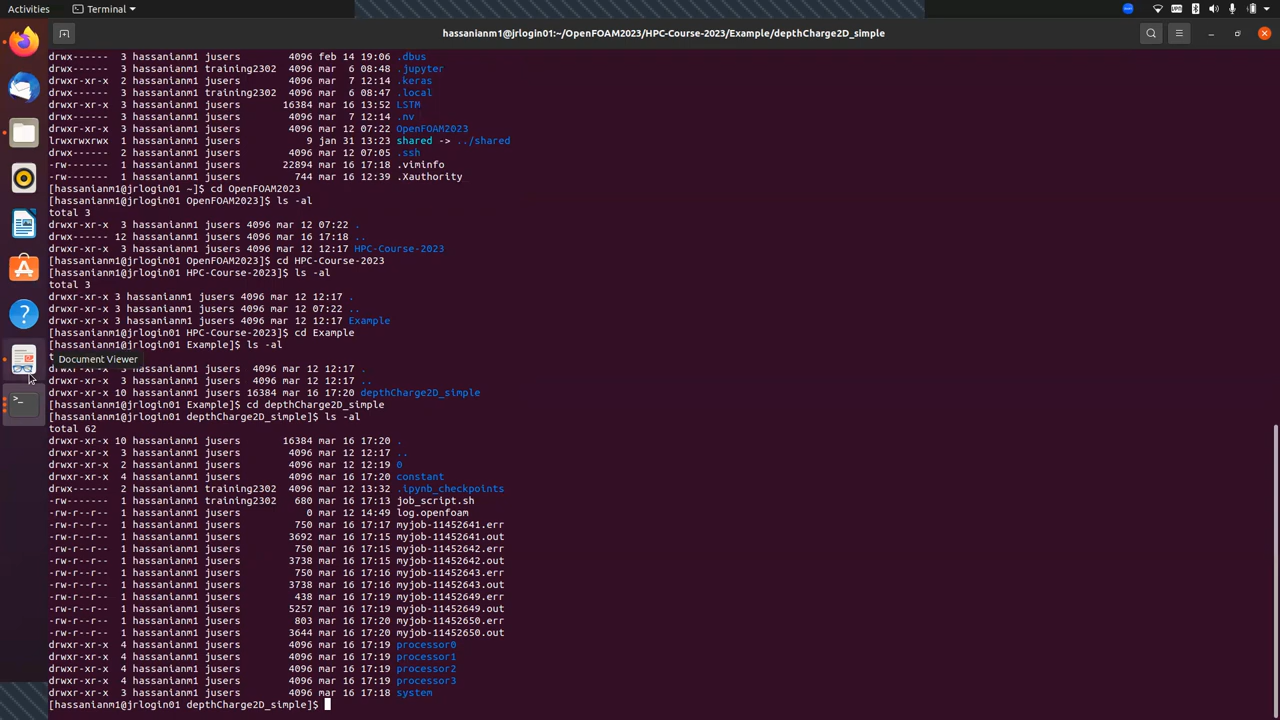 Activities
Terminal
hassanianm1@jrlogin01:~/OpenFOAM2023/HPC-Course-2023/Example/depthCharge2D_simple
drwx------ 3 hassanianm1 jusers 4096 feb 14 19:06 .dbus
drwx------ 3 hassanianm1 training2302 4096 mar 6 08:48 .jupyter
drwxr-xr-x 2 hassanianm1 jusers 4096 mar 7 12:14 .keras
drwx------ 3 hassanianm1 training2302 4096 mar 6 08:47 .local
drwxr-xr-x 3 hassanianm1 jusers 16384 mar 16 13:52 LSTM
drwx------ 3 hassanianm1 jusers 4096 mar 7 12:14 .nv
drwxr-xr-x 3 hassanianm1 jusers 4096 mar 12 07:22 OpenFOAM2023
lrwxrwxrwx 1 hassanianm1 jusers 9 jan 31 13:23 shared -> ../shared
drwx------ 2 hassanianm1 jusers 4096 mar 12 07:05 .ssh
-rw------- 1 hassanianm1 jusers 22894 mar 16 17:18 .viminfo
-rw------- 1 hassanianm1 jusers 744 mar 16 12:39 .Xauthority
[hassanianm1@jrlogin01 ~]$ cd OpenFOAM2023
[hassanianm1@jrlogin01 OpenFOAM2023]$ ls -al
total 3
drwxr-xr-x 3 hassanianm1 jusers 4096 mar 12 07:22 .
drwx------ 12 hassanianm1 jusers 4096 mar 16 17:18 ..
drwxr-xr-x 3 hassanianm1 jusers 4096 mar 12 12:17 HPC-Course-2023
[hassanianm1@jrlogin01 OpenFOAM2023]$ cd HPC-Course-2023
[hassanianm1@jrlogin01 HPC-Course-2023]$ ls -al
total 3
drwxr-xr-x 3 hassanianm1 jusers 4096 mar 12 12:17 .
drwxr-xr-x 3 hassanianm1 jusers 4096 mar 12 07:22 ..
drwxr-xr-x 3 hassanianm1 jusers 4096 mar 12 12:17 Example
[hassanianm1@jrlogin01 HPC-Course-2023]$ cd Example
[hassanianm1@jrlogin01 Example]$ ls -al
Document Viewer
drwxr-xr-x 3 hassanianm1 jusers 4096 mar 12 12:17 .
drwxr-xr-x 3 hassanianm1 jusers 4096 mar 12 12:17 ..
drwxr-xr-x 10 hassanianm1 jusers 16384 mar 16 17:20 depthCharge2D_simple
[hassanianm1@jrlogin01 Example]$ cd depthCharge2D_simple
[hassanianm1@jrlogin01 depthCharge2D_simple]$ ls -al
total 62
drwxr-xr-x 10 hassanianm1 jusers 16384 mar 16 17:20 .
drwxr-xr-x 3 hassanianm1 jusers 4096 mar 12 12:17 ..
drwxr-xr-x 2 hassanianm1 jusers 4096 mar 12 12:19 0
drwxr-xr-x 4 hassanianm1 jusers 4096 mar 16 17:20 constant
drwx------ 2 hassanianm1 training2302 4096 mar 12 13:32 .ipynb_checkpoints
-rw------- 1 hassanianm1 training2302 680 mar 16 17:13 job_script.sh
-rw-r--r-- 1 hassanianm1 jusers 0 mar 12 14:49 log.openfoam
-rw-r--r-- 1 hassanianm1 jusers 750 mar 16 17:17 myjob-11452641.err
-rw-r--r-- 1 hassanianm1 jusers 3692 mar 16 17:15 myjob-11452641.out
-rw-r--r-- 1 hassanianm1 jusers 750 mar 16 17:15 myjob-11452642.err
-rw-r--r-- 1 hassanianm1 jusers 3738 mar 16 17:15 myjob-11452642.out
-rw-r--r-- 1 hassanianm1 jusers 750 mar 16 17:16 myjob-11452643.err
-rw-r--r-- 1 hassanianm1 jusers 3738 mar 16 17:16 myjob-11452643.out
-rw-r--r-- 1 hassanianm1 jusers 438 mar 16 17:19 myjob-11452649.err
-rw-r--r-- 1 hassanianm1 jusers 5257 mar 16 17:19 myjob-11452649.out
-rw-r--r-- 1 hassanianm1 jusers 803 mar 16 17:20 myjob-11452650.err
-rw-r--r-- 1 hassanianm1 jusers 3644 mar 16 17:20 myjob-11452650.out
drwxr-xr-x 4 hassanianm1 jusers 4096 mar 16 17:19 processor0
drwxr-xr-x 4 hassanianm1 jusers 4096 mar 16 17:19 processor1
drwxr-xr-x 4 hassanianm1 jusers 4096 mar 16 17:19 processor2
drwxr-xr-x 4 hassanianm1 jusers 4096 mar 16 17:19 processor3
drwxr-xr-x 3 hassanianm1 jusers 4096 mar 16 17:18 system
[hassanianm1@jrlogin01 depthCharge2D_simple]$